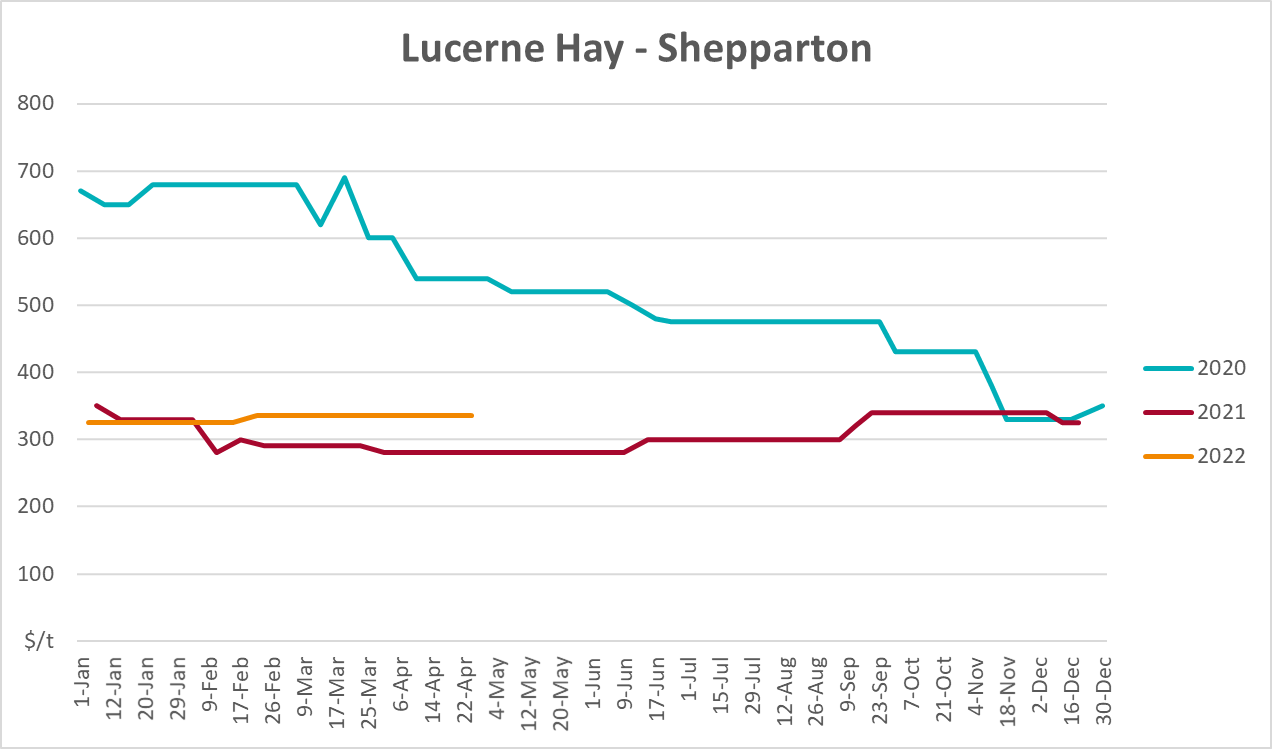 Lucerne Hay - Shepparton
800
700
600
500
400
300
200
100
$/t
1-Jan
12-Jan
20-Jan
29-Jan
9-Feb
17-Feb
26-Feb
9-Mar
17-Mar
25-Mar
6-Apr
14-Apr
22-Apr
4-May
12-May
20-May
1-Jun
9-Jun
17-Jun
1-Jul
15-Jul
29-Jul
12-Aug
26-Aug
9-Sep
23-Sep
7-Oct
21-Oct
4-Nov
18-Nov
2-Dec
16-Dec
30-Dec
2020
2021
2022